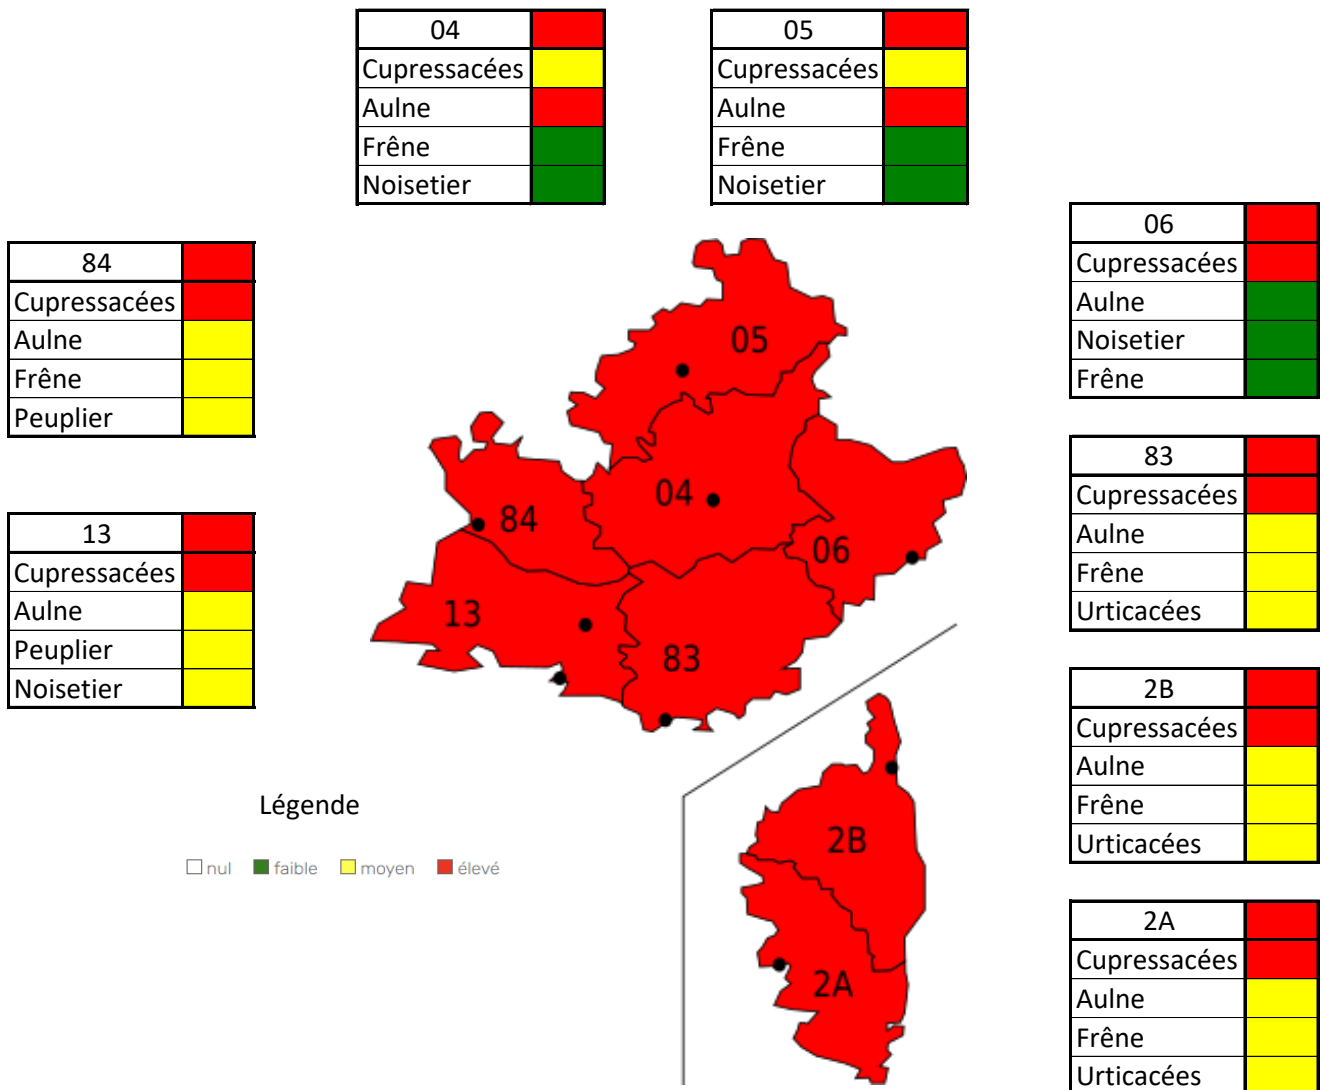 04
Cupressacées
Aulne
Frêne
Noisetier
05
Cupressacées
Aulne
Frêne
Noisetier
06
Cupressacées
Aulne
Noisetier
Frêne
84
Cupressacées
Aulne
Frêne
Peuplier
83
Cupressacées
Aulne
Frêne
Urticacées
13
Cupressacées
Aulne
Peuplier
Noisetier
2B
Cupressacées
Aulne
Frêne
Urticacées
2A
Cupressacées
Aulne
Frêne
Urticacées
05
04
84
06
13
83
2B
2A
Légende
nul faible moyen élevé